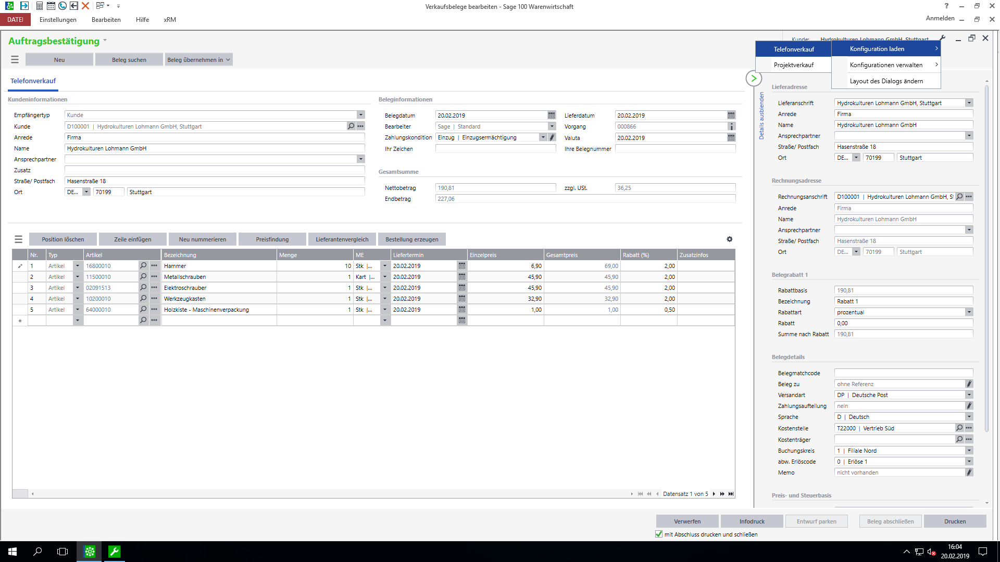 Verkaufsbelege bearbeiten - Sage 100 Warenwirtschaft
DATEI Einstellungen Bearbeiten Hilfe xRM Anmelden
Auftragsbestätigung
Kunde: Hydrokulturen Lohmann GmbH, Stuttgart
Telefonverkauf Konfiguration laden
Projektverkauf Konfigurationen verwalten
Layout des Dialogs ändern
Neu Beleg suchen Beleg übernehmen in
Telefonverkauf
Kundeninformationen
Empfängertyp Kunde
Kunde D100001 | Hydrokulturen Lohmann GmbH, Stuttgart
Anrede Firma
Name Hydrokulturen Lohmann GmbH
Ansprechpartner
Zusatz
Straße/ Postfach Hasenstraße 18
Ort DE... 70199 Stuttgart
Beleginformationen
Belegdatum 20.02.2019 Lieferdatum 20.02.2019
Bearbeiter Sage | Standard Vorgang 000866
Zahlungskondition Einzug | Einzugsermächtigung Valuta 20.02.2019
Ihr Zeichen Ihre Belegnummer
Gesamtsumme
Nettobetrag 190,81 zzgl. USt. 36,25
Endbetrag 227,06
Position löschen Zeile einfügen Neu nummerieren Preisfindung Lieferantenvergleich Bestellung erzeugen
Nr. Typ Artikel Bezeichnung Menge ME Liefertermin Einzelpreis Gesamtpreis Rabatt (%) Zusatzinfos
1 Artikel 16800010 Hammer 10 Stk |... 20.02.2019 6,90 69,00 2,00
2 Artikel 11500010 Metallschrauben 1 Kart |... 20.02.2019 45,90 45,90 2,00
3 Artikel 02091513 Elektroschrauber 1 Stk |... 20.02.2019 45,90 45,90 2,00
4 Artikel 10200010 Werkzeugkasten 1 Stk |... 20.02.2019 32,90 32,90 2,00
5 Artikel 64000010 Holzkiste - Maschinenverpackung 1 Stk |... 20.02.2019 1,00 1,00 0,50
Datensatz 1 von 5
Details ausblenden
Lieferadresse
Lieferanschrift Hydrokulturen Lohmann GmbH, Stuttgart
Anrede Firma
Name Hydrokulturen Lohmann GmbH
Ansprechpartner
Straße/ Postfach Hasenstraße 18
Ort DE... 70199 Stuttgart
Rechnungsadresse
Rechnungsanschrift D100001 | Hydrokulturen Lohmann GmbH, St
Anrede Firma
Name Hydrokulturen Lohmann GmbH
Ansprechpartner
Straße/ Postfach Hasenstraße 18
Ort DE... 70199 Stuttgart
Belegrabatt 1
Rabattbasis 190,81
Bezeichnung Rabatt 1
Rabattart prozentual
Rabatt 0,00
Summe nach Rabatt 190,81
Belegdetails
Belegmatchcode
Beleg zu ohne Referenz
Versandart DP | Deutsche Post
Zahlungsaufteilung nein
Sprache D | Deutsch
Kostenstelle T22000 | Vertrieb Süd
Kostenträger
Buchungskreis 1 | Filiale Nord
abw. Erlöscode 0 | Erlöse 1
Memo nicht vorhanden
Preis- und Steuerbasis
Verwerfen Infodruck Entwurf parken Beleg abschließen Drucken
mit Abschluss drucken und schließen
16:04
20.02.2019